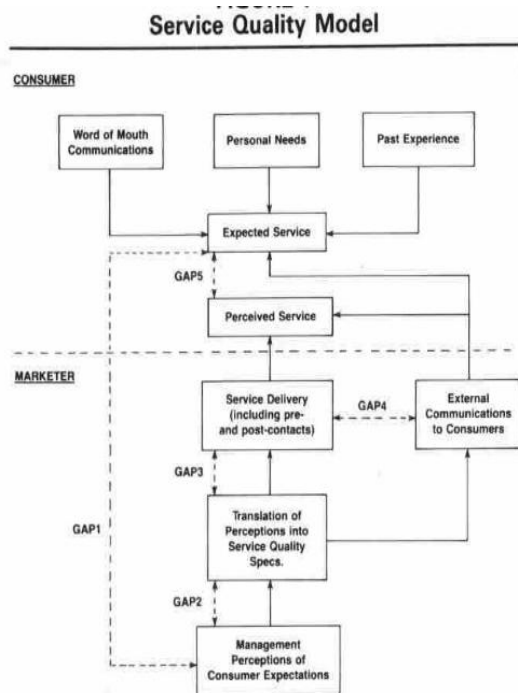 Service Quality Model
CONSUMER
Word of Mouth
Communications
Personal Needs
Past Experience
Expected Service
GAP5
Perceived Service
MARKETER
Service Delivery
(including pre-
and post-contacts)
GAP4
External
Communications
to Consumers
GAP3
GAP1
Translation of
Perceptions into
Service Quality
Specs.
GAP2
Management
Perceptions of
Consumer Expectations